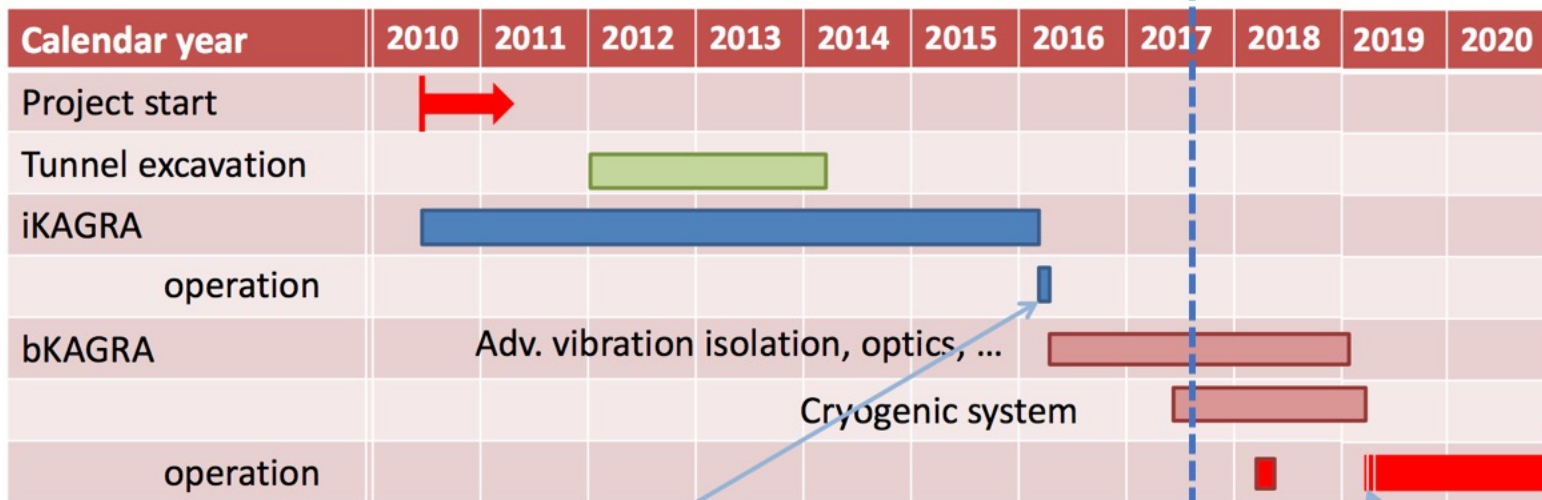 Calendar year 2010 2011 2012 2013 2014 2015 2016 2017 2018 2019 2020
Project start
Tunnel excavation
iKAGRA
operation
bKAGRA Adv. vibration isolation, optics, ...
Cryogenic system
operation